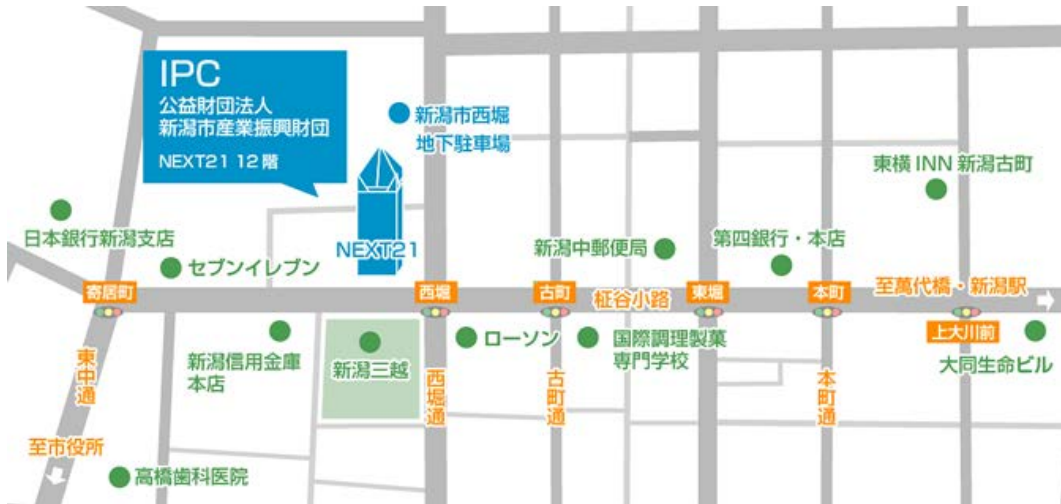 IPC
公益財団法人
新潟市産業振興財団
NEXT21 12階
新潟市西堀
地下駐車場
東横INN 新潟古町
日本銀行新潟支店
セブンイレブン
NEXT21
新潟中郵便局
第四銀行・本店
寄居町
西堀
古町
柾谷小路
東堀
本町
至萬代橋・新潟駅
上大川前
新潟信用金庫
本店
新潟三越
ローソン
国際調理製菓
専門学校
大同生命ビル
東中通
西堀通
古町通
本町通
至市役所
高橋歯科医院